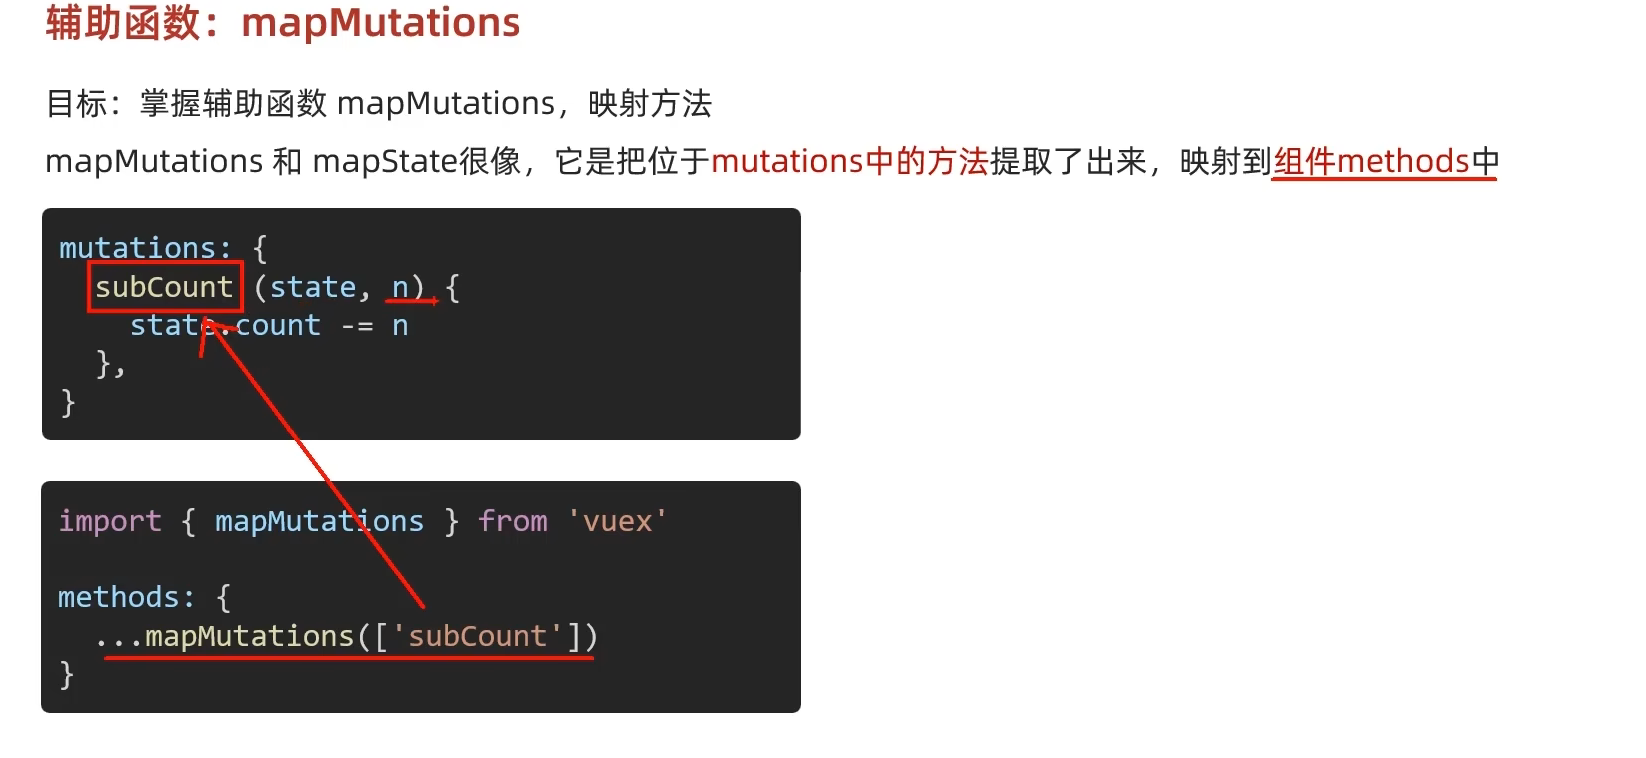 辅助函数：mapMutations
目标：掌握辅助函数 mapMutations，映射方法
mapMutations 和 mapState很像，它是把位于mutations中的方法提取了出来，映射到组件methods中
mutations: {
  subCount (state, n) {
    state.count -= n
  },
}
import { mapMutations } from 'vuex'
methods: {
  ...mapMutations(['subCount'])
}